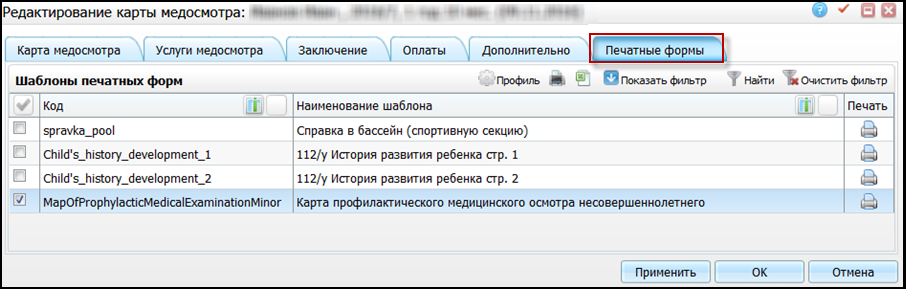 Редактирование карты медосмотра:
Карта медосмотра Услуги медосмотра Заключение Оплаты Дополнительно Печатные формы
Шаблоны печатных форм Профиль Показать фильтр Найти Очистить фильтр
Код Наименование шаблона Печать
spravka_pool Справка в бассейн (спортивную секцию)
Child's_history_development_1 112/у История развития ребенка стр. 1
Child's_history_development_2 112/у История развития ребенка стр. 2
MapOfProphylacticMedicalExaminationMinor Карта профилактического медицинского осмотра несовершеннолетнего
Применить ОК Отмена